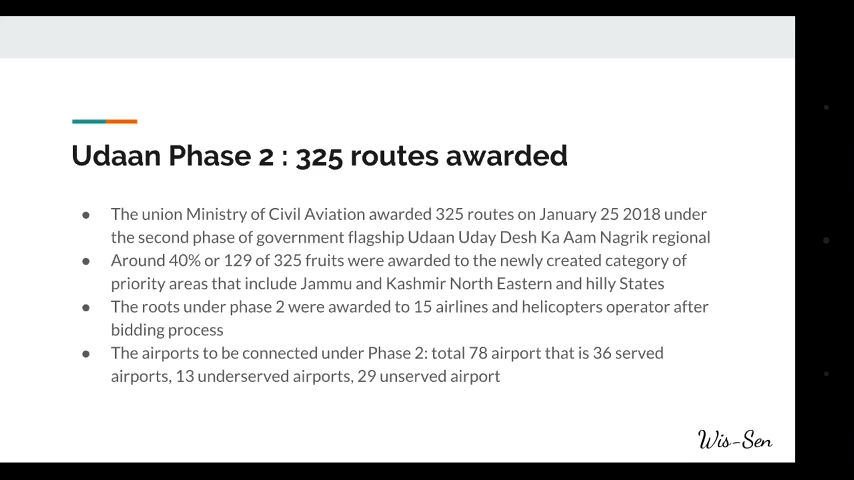 Udaan Phase 2 : 325 routes awarded
● The union Ministry of Civil Aviation awarded 325 routes on January 25 2018 under
the second phase of government flagship Udaan Uday Desh Ka Aam Nagrik regional
● Around 40% or 129 of 325 fruits were awarded to the newly created category of
priority areas that include Jammu and Kashmir North Eastern and hilly States
● The roots under phase 2 were awarded to 15 airlines and helicopters operator after
bidding process
● The airports to be connected under Phase 2: total 78 airport that is 36 served
airports, 13 underserved airports, 29 unserved airport
Wis-Sen